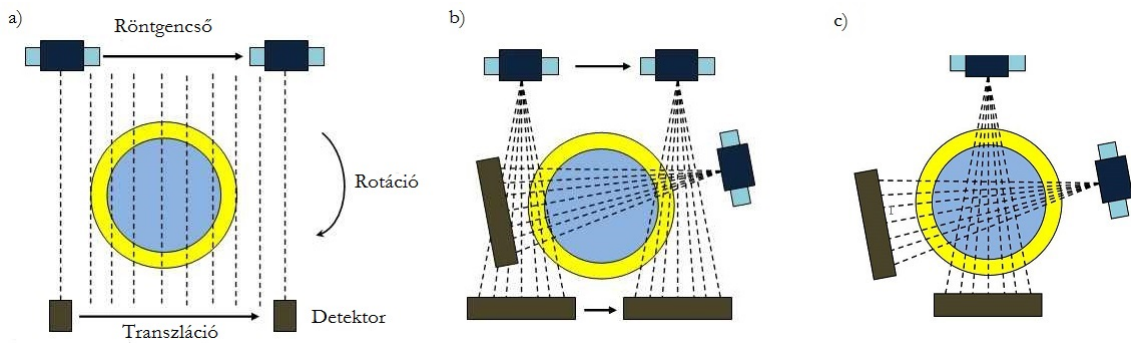 a)
Röntgencső
Rotáció
Detektor
Transzláció
b)
c)